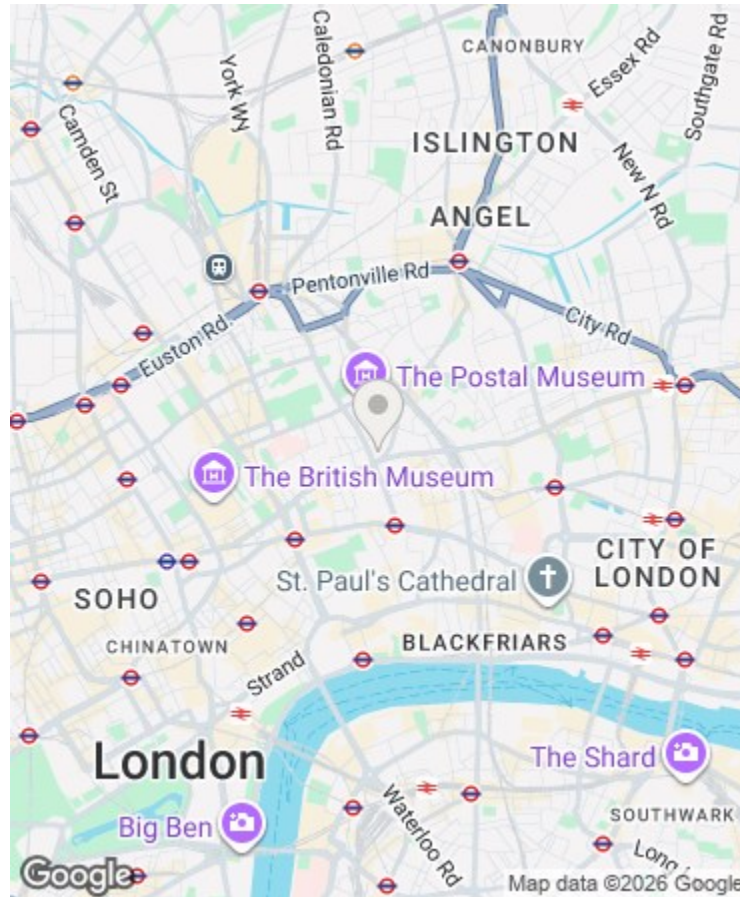 CANONBURY
Essex Rd
Southgate Rd
Caledonian Rd
York WY
Camden St
ISLINGTON
New N Rd
ANGEL
Pentonville Rd
City Rd
Euston Rd
The Postal Museum
The British Museum
CITY OF
LONDON
St. Paul's Cathedral
SOHO
CHINATOWN
BLACKFRIARS
Strand
London
The Shard
Big Ben
Waterloo Rd
SOUTHWARK
Long
Google
Map data ©2026 Google